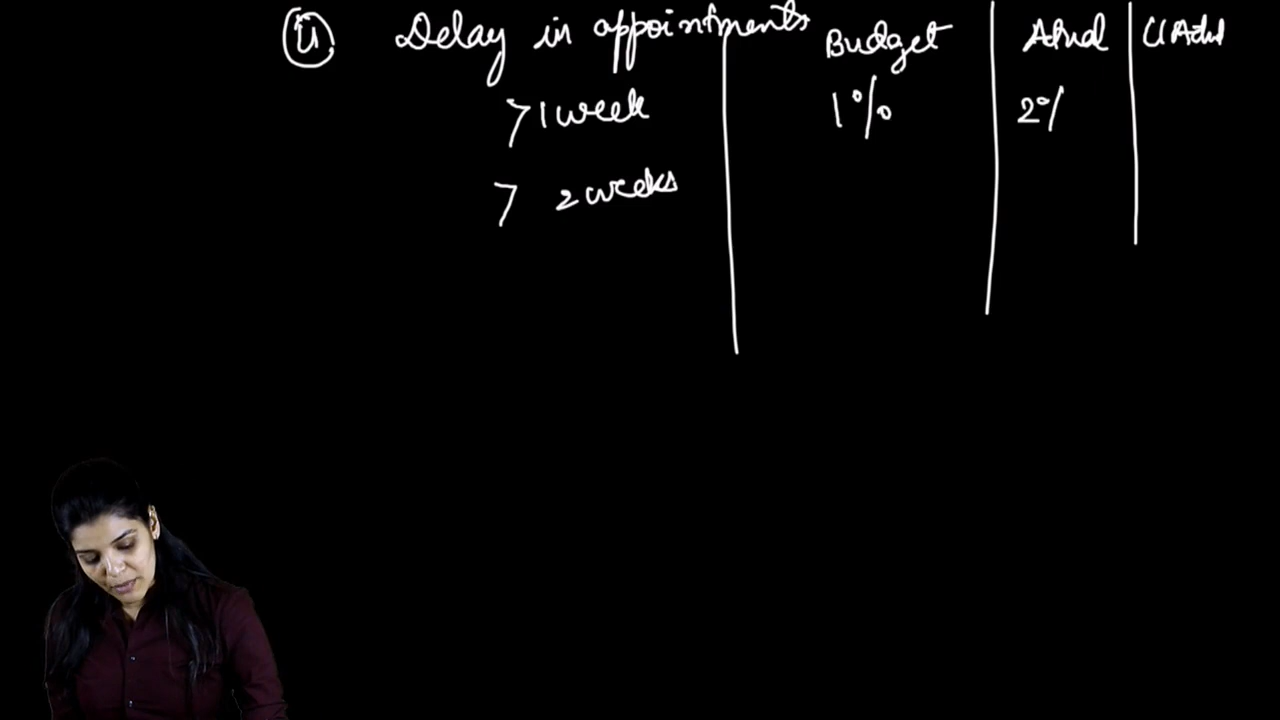 ii Delay in appointments Budget Actual
> 1 week 1% 2%
> 2 weeks